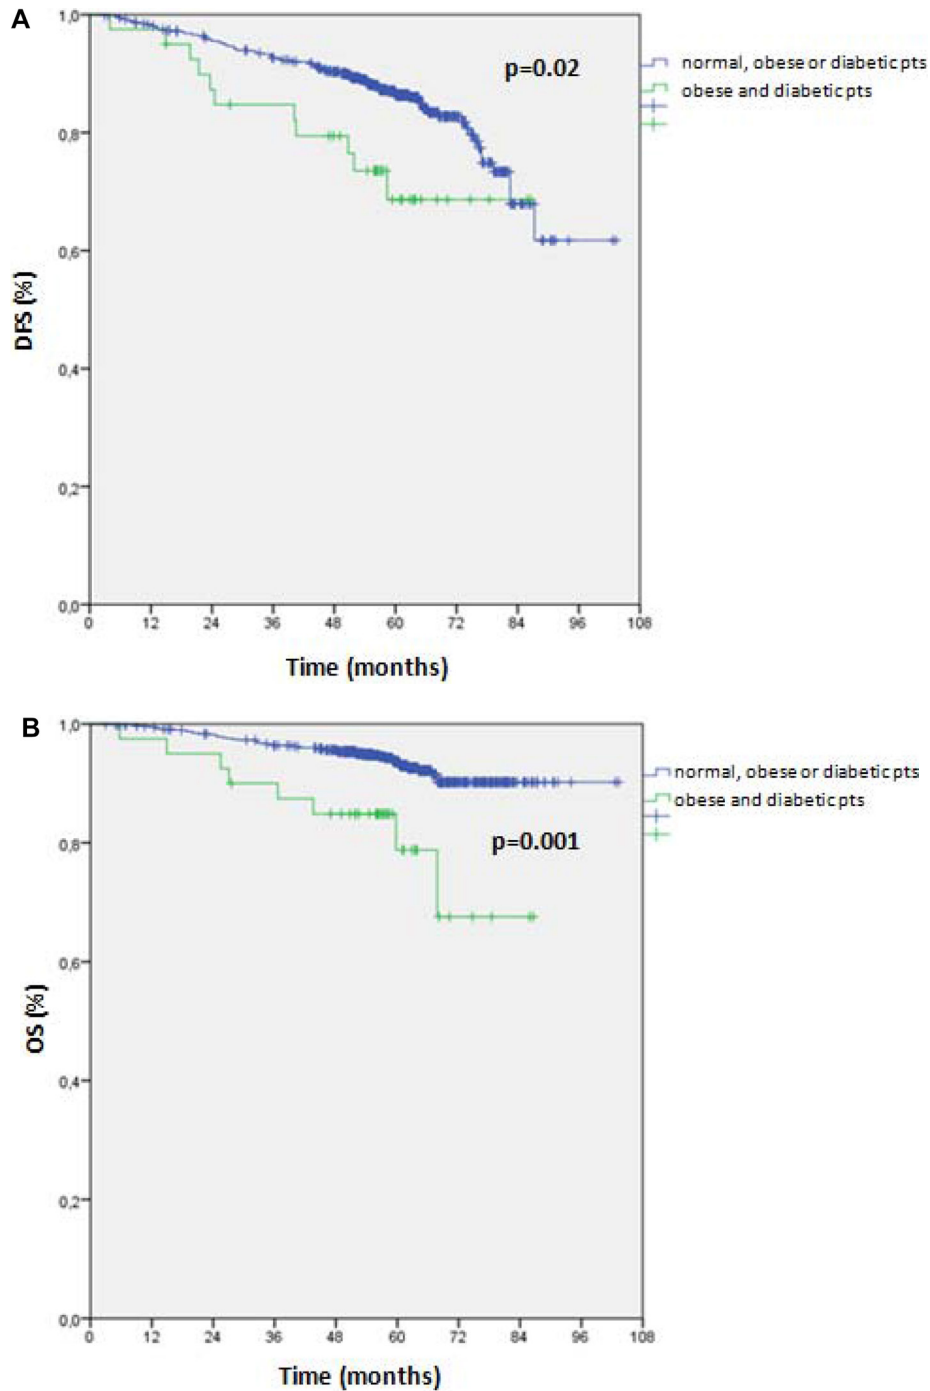 A
1,0
0,8
0,6
0,4
0,2
0,0
DFS (%)
p=0.02
normal, obese or diabetic pts
obese and diabetic pts
0 12 24 36 48 60 72 84 96 108
Time (months)
B
1,0
0,8
0,6
0,4
0,2
0,0
OS (%)
normal, obese or diabetic pts
obese and diabetic pts
p=0.001
0 12 24 36 48 60 72 84 96 108
Time (months)